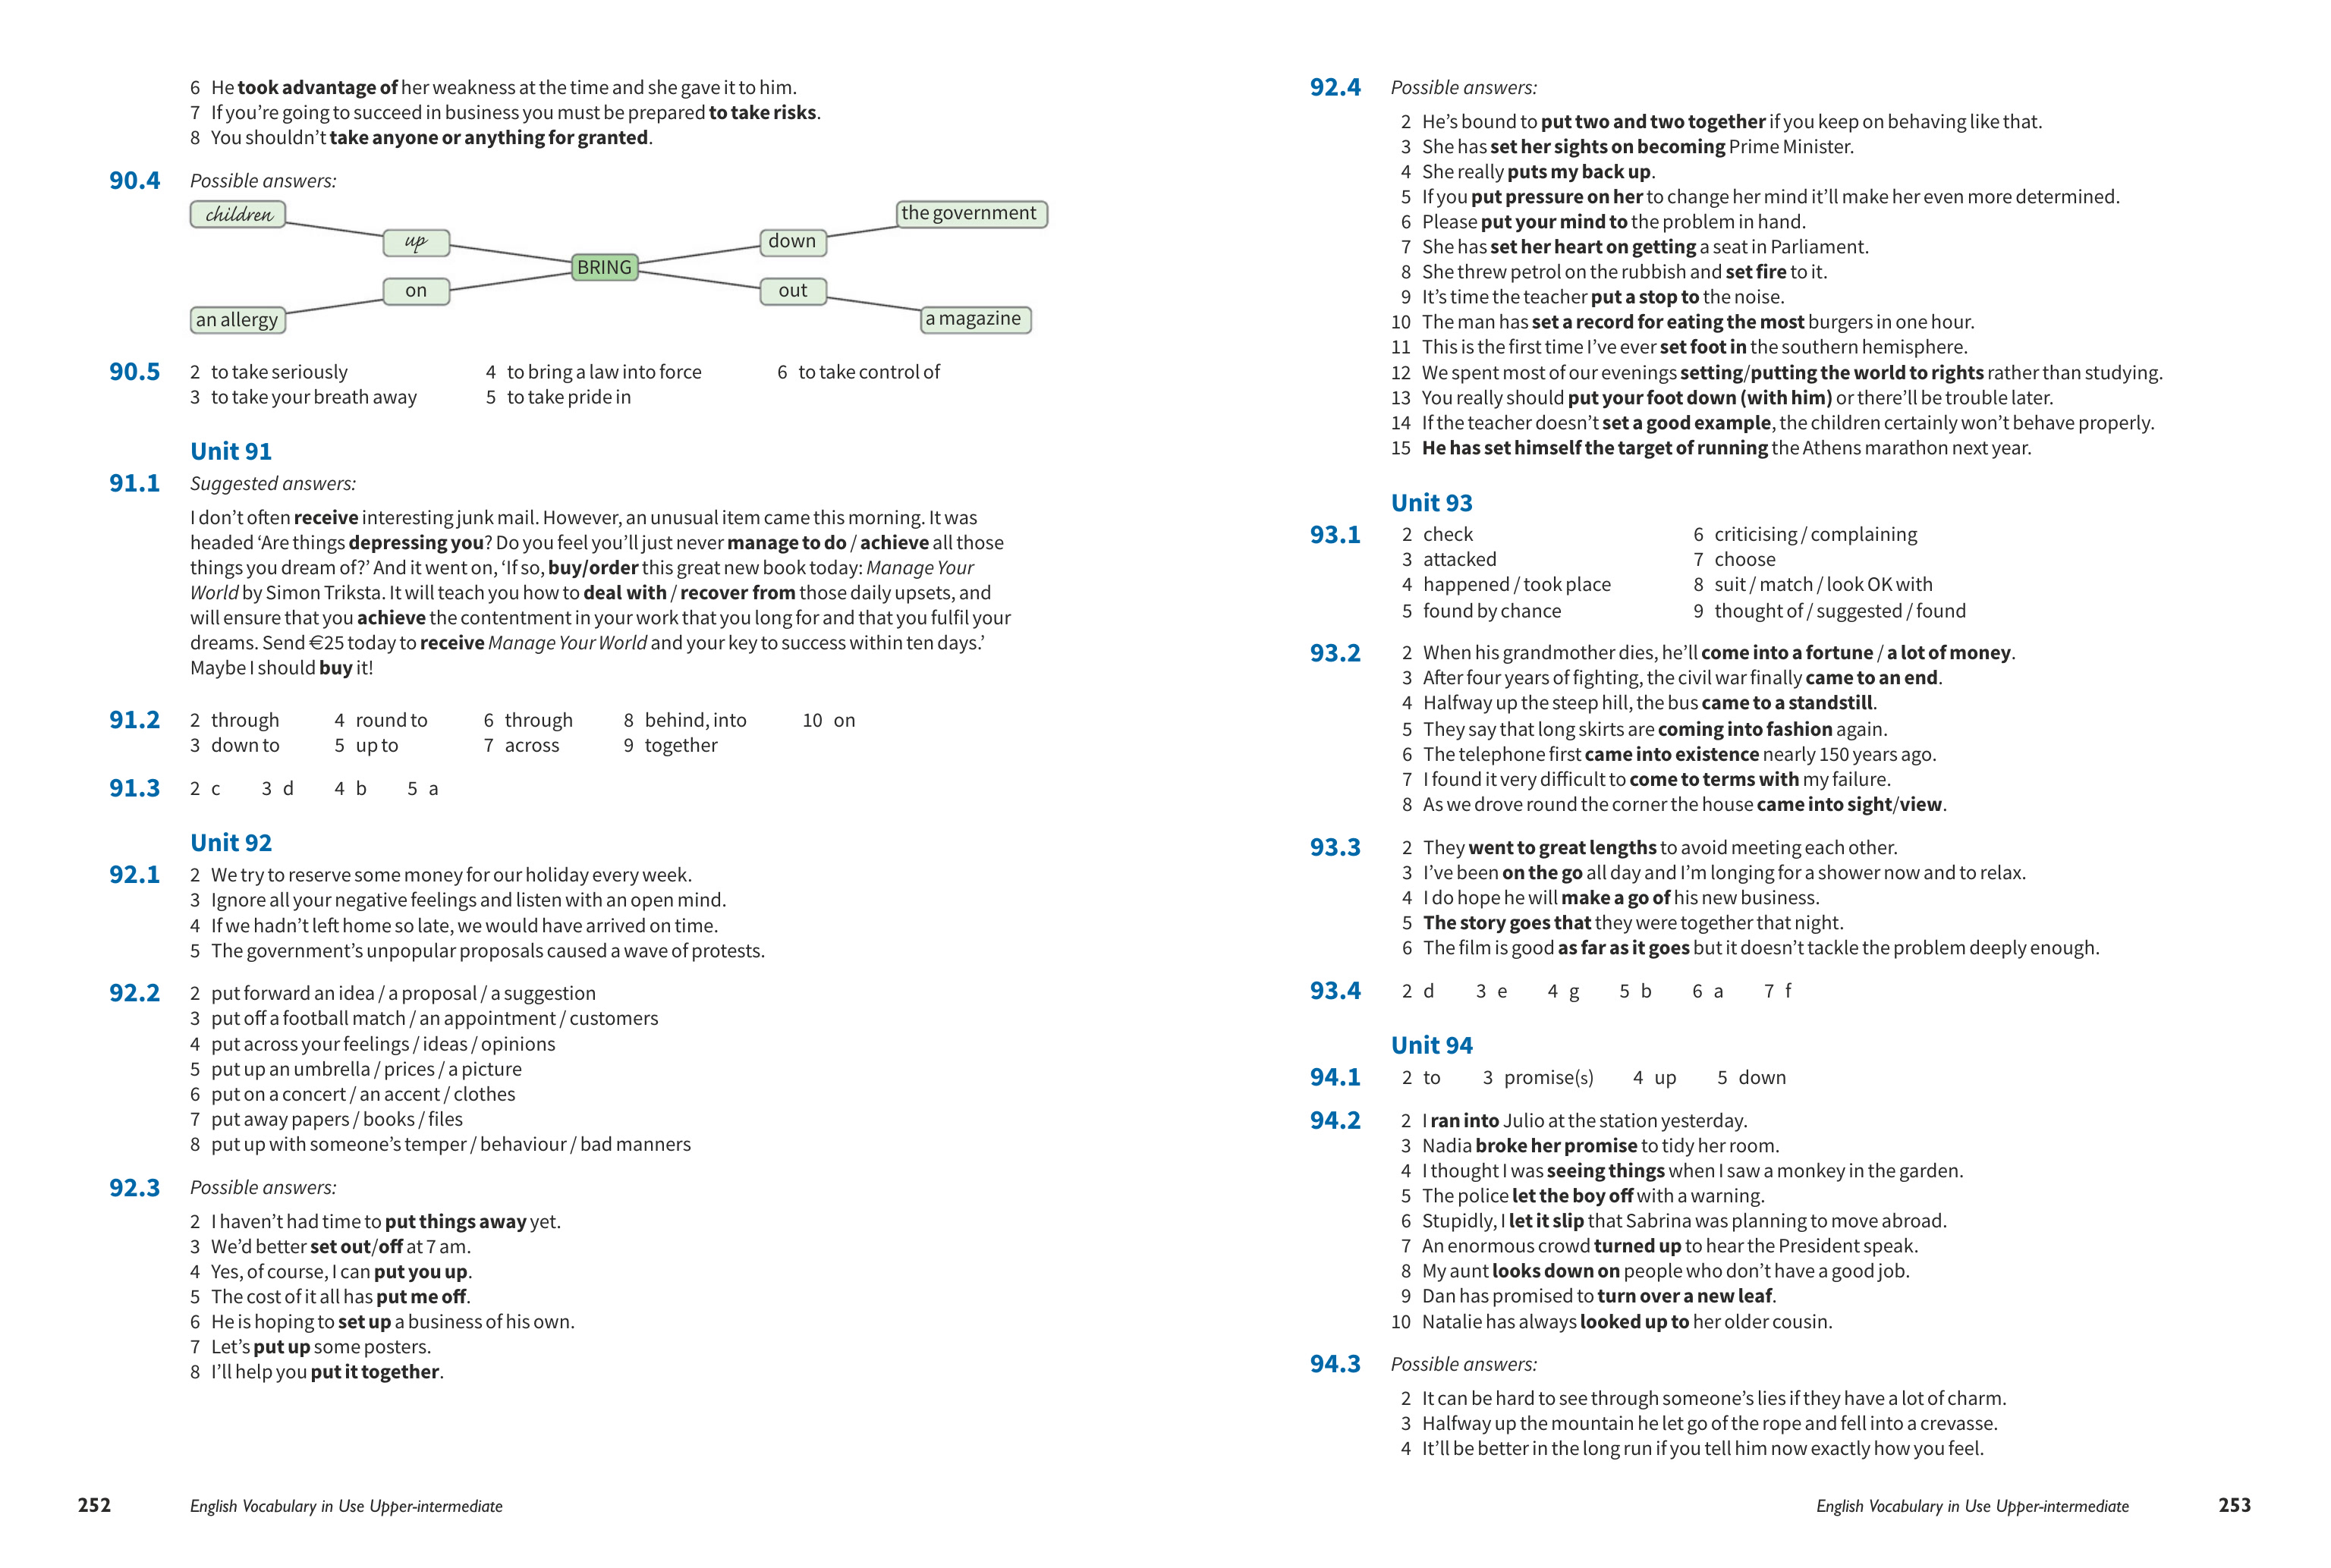 6 He took advantage of her weakness at the time and she gave it to him.
7 If you’re going to succeed in business you must be prepared to take risks.
8 You shouldn’t take anyone or anything for granted.
90.4 Possible answers:
children
the government
up
down
BRING
on
out
an allergy
a magazine
90.5 2 to take seriously 4 to bring a law into force 6 to take control of
3 to take your breath away 5 to take pride in
Unit 91
91.1 Suggested answers:
I don’t often receive interesting junk mail. However, an unusual item came this morning. It was
headed ‘Are things depressing you? Do you feel you’ll just never manage to do / achieve all those
things you dream of?’ And it went on, ‘If so, buy/order this great new book today: Manage Your
World by Simon Triksta. It will teach you how to deal with / recover from those daily upsets, and
will ensure that you achieve the contentment in your work that you long for and that you fulfil your
dreams. Send €25 today to receive Manage Your World and your key to success within ten days.’
Maybe I should buy it!
91.2 2 through 4 round to 6 through 8 behind, into 10 on
3 down to 5 up to 7 across 9 together
91.3 2 c 3 d 4 b 5 a
Unit 92
92.1 2 We try to reserve some money for our holiday every week.
3 Ignore all your negative feelings and listen with an open mind.
4 If we hadn’t left home so late, we would have arrived on time.
5 The government’s unpopular proposals caused a wave of protests.
92.2 2 put forward an idea / a proposal / a suggestion
3 put off a football match / an appointment / customers
4 put across your feelings / ideas / opinions
5 put up an umbrella / prices / a picture
6 put on a concert / an accent / clothes
7 put away papers / books / files
8 put up with someone’s temper / behaviour / bad manners
92.3 Possible answers:
2 I haven’t had time to put things away yet.
3 We’d better set out/off at 7 am.
4 Yes, of course, I can put you up.
5 The cost of it all has put me off.
6 He is hoping to set up a business of his own.
7 Let’s put up some posters.
8 I’ll help you put it together.
252 English Vocabulary in Use Upper-intermediate
92.4 Possible answers:
2 He’s bound to put two and two together if you keep on behaving like that.
3 She has set her sights on becoming Prime Minister.
4 She really puts my back up.
5 If you put pressure on her to change her mind it’ll make her even more determined.
6 Please put your mind to the problem in hand.
7 She has set her heart on getting a seat in Parliament.
8 She threw petrol on the rubbish and set fire to it.
9 It’s time the teacher put a stop to the noise.
10 The man has set a record for eating the most burgers in one hour.
11 This is the first time I’ve ever set foot in the southern hemisphere.
12 We spent most of our evenings setting/putting the world to rights rather than studying.
13 You really should put your foot down (with him) or there’ll be trouble later.
14 If the teacher doesn’t set a good example, the children certainly won’t behave properly.
15 He has set himself the target of running the Athens marathon next year.
Unit 93
93.1 2 check 6 criticising / complaining
3 attacked 7 choose
4 happened / took place 8 suit / match / look OK with
5 found by chance 9 thought of / suggested / found
93.2 2 When his grandmother dies, he’ll come into a fortune / a lot of money.
3 After four years of fighting, the civil war finally came to an end.
4 Halfway up the steep hill, the bus came to a standstill.
5 They say that long skirts are coming into fashion again.
6 The telephone first came into existence nearly 150 years ago.
7 I found it very difficult to come to terms with my failure.
8 As we drove round the corner the house came into sight/view.
93.3 2 They went to great lengths to avoid meeting each other.
3 I’ve been on the go all day and I’m longing for a shower now and to relax.
4 I do hope he will make a go of his new business.
5 The story goes that they were together that night.
6 The film is good as far as it goes but it doesn’t tackle the problem deeply enough.
93.4 2 d 3 e 4 g 5 b 6 a 7 f
Unit 94
94.1 2 to 3 promise(s) 4 up 5 down
94.2 2 I ran into Julio at the station yesterday.
3 Nadia broke her promise to tidy her room.
4 I thought I was seeing things when I saw a monkey in the garden.
5 The police let the boy off with a warning.
6 Stupidly, I let it slip that Sabrina was planning to move abroad.
7 An enormous crowd turned up to hear the President speak.
8 My aunt looks down on people who don’t have a good job.
9 Dan has promised to turn over a new leaf.
10 Natalie has always looked up to her older cousin.
94.3 Possible answers:
2 It can be hard to see through someone’s lies if they have a lot of charm.
3 Halfway up the mountain he let go of the rope and fell into a crevasse.
4 It’ll be better in the long run if you tell him now exactly how you feel.
English Vocabulary in Use Upper-intermediate 253